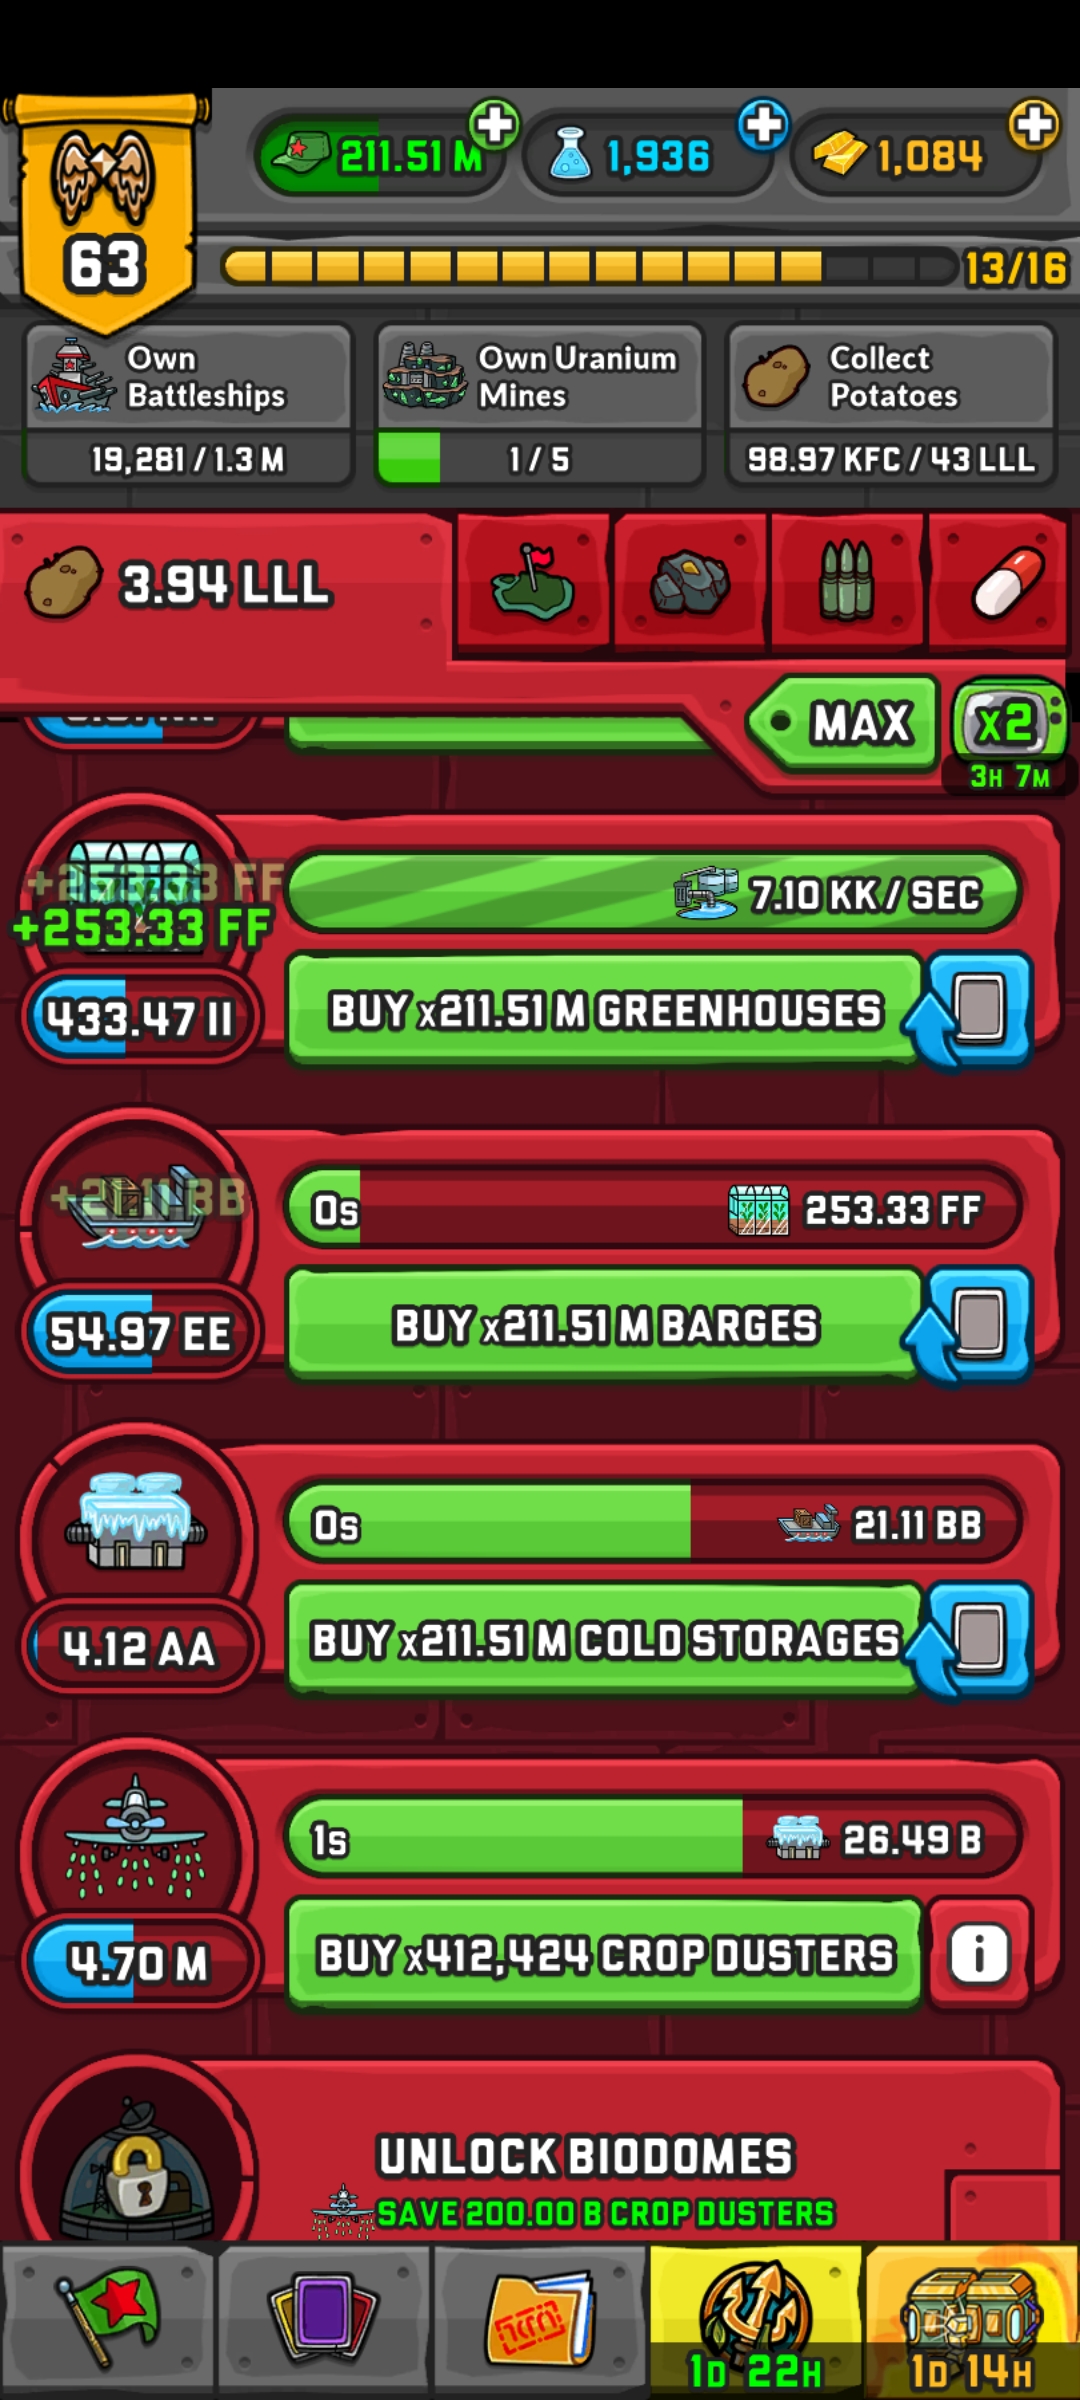 211.51 M
1,936
1,084
63
13/16
Own
Battleships
19,281 / 1.3 M
Own Uranium
Mines
1 / 5
Collect
Potatoes
98.97 KFC / 43 LLL
3.94 LLL
MAX
x2
3H 7M
+253.33 FF
+253.33 FF
7.10 KK / SEC
433.47 II
BUY x211.51 M GREENHOUSES
+21.11 BB
0s
253.33 FF
54.97 EE
BUY x211.51 M BARGES
0s
21.11 BB
4.12 AA
BUY x211.51 M COLD STORAGES
1s
26.49 B
4.70 M
BUY x412,424 CROP DUSTERS
i
UNLOCK BIODOMES
SAVE 200.00 B CROP DUSTERS
1D 22H
1D 14H